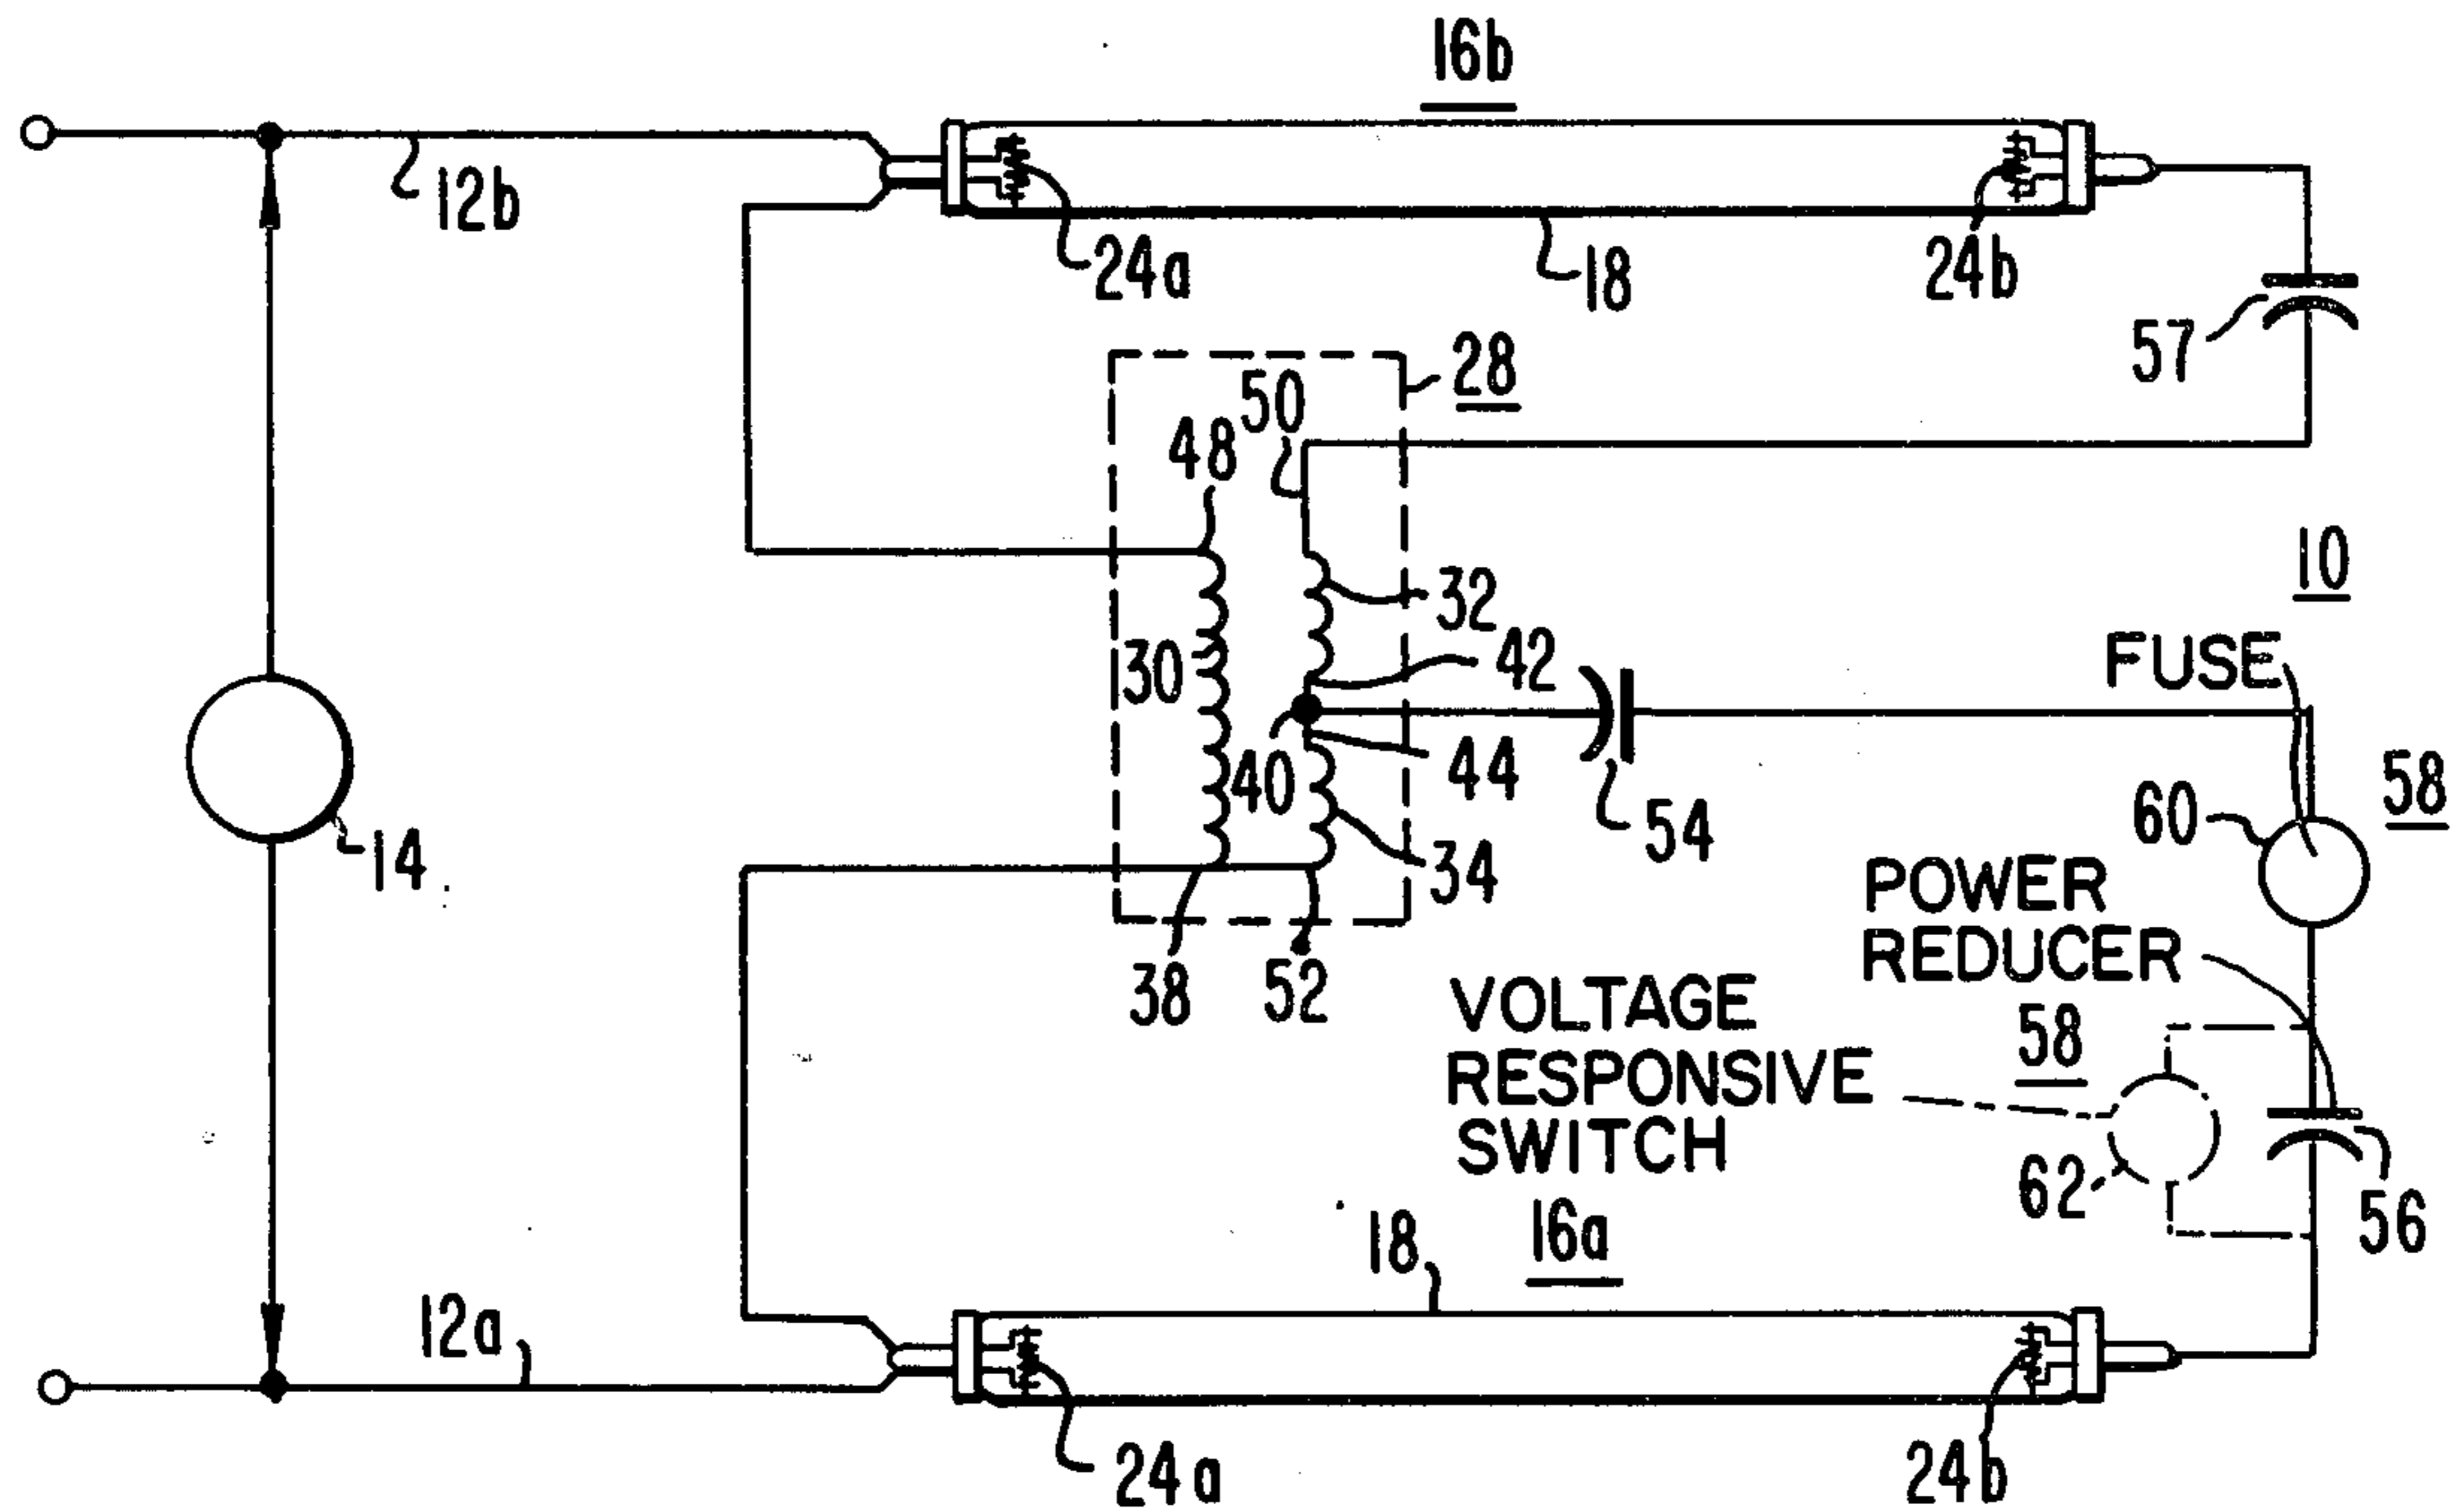 16b
12b
24a
18
24b
57
28
50
48
10
32
30
42
FUSE
40
44
54
58
60
14
34
POWER
REDUCER
38
52
VOLTAGE
RESPONSIVE
SWITCH
58
62
56
16a
18
12a
24a
24b